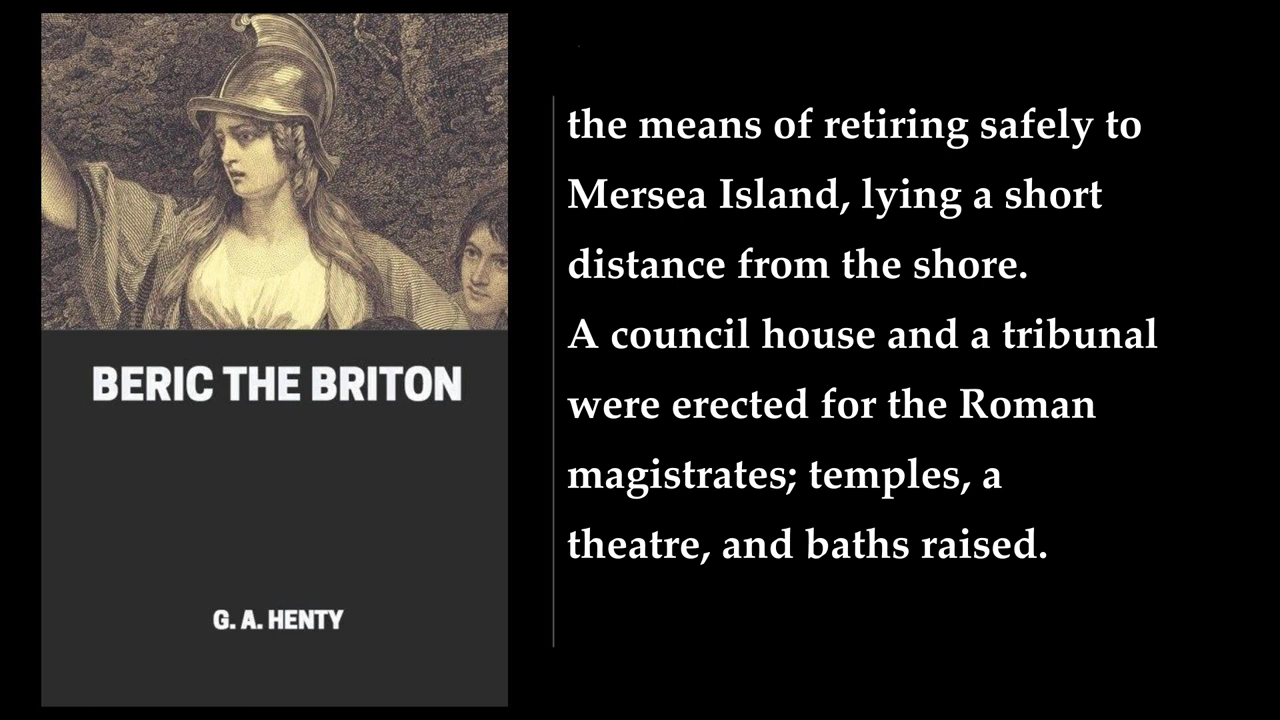 BERIC THE BRITON
G. A. HENTY
the means of retiring safely to
Mersea Island, lying a short
distance from the shore.
A council house and a tribunal
were erected for the Roman
magistrates; temples, a
theatre, and baths raised.